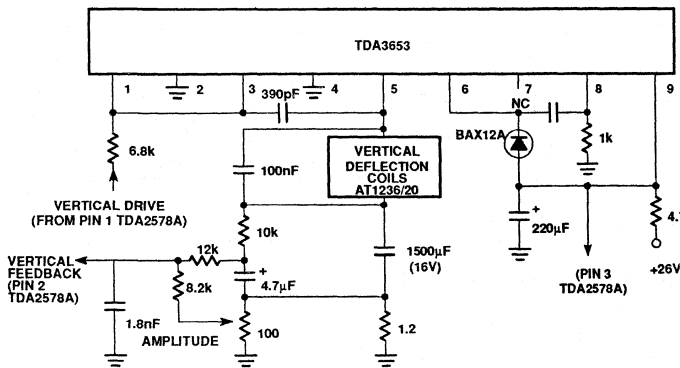 TDA3653
1 2 3 4 5 6 7 8 9
390pF
NC
BAX12A
1k
6.8k
100nF
VERTICAL
DEFLECTION
COILS
AT1236/20
VERTICAL DRIVE
(FROM PIN 1 TDA2578A)
+
220μF
4.
10k
1500μF
(16V)
(PIN 3
TDA2578A)
+26V
12k
VERTICAL
FEEDBACK
(PIN 2
TDA2578A)
8.2k
+
4.7μF
1.8nF
AMPLITUDE
100
1.2